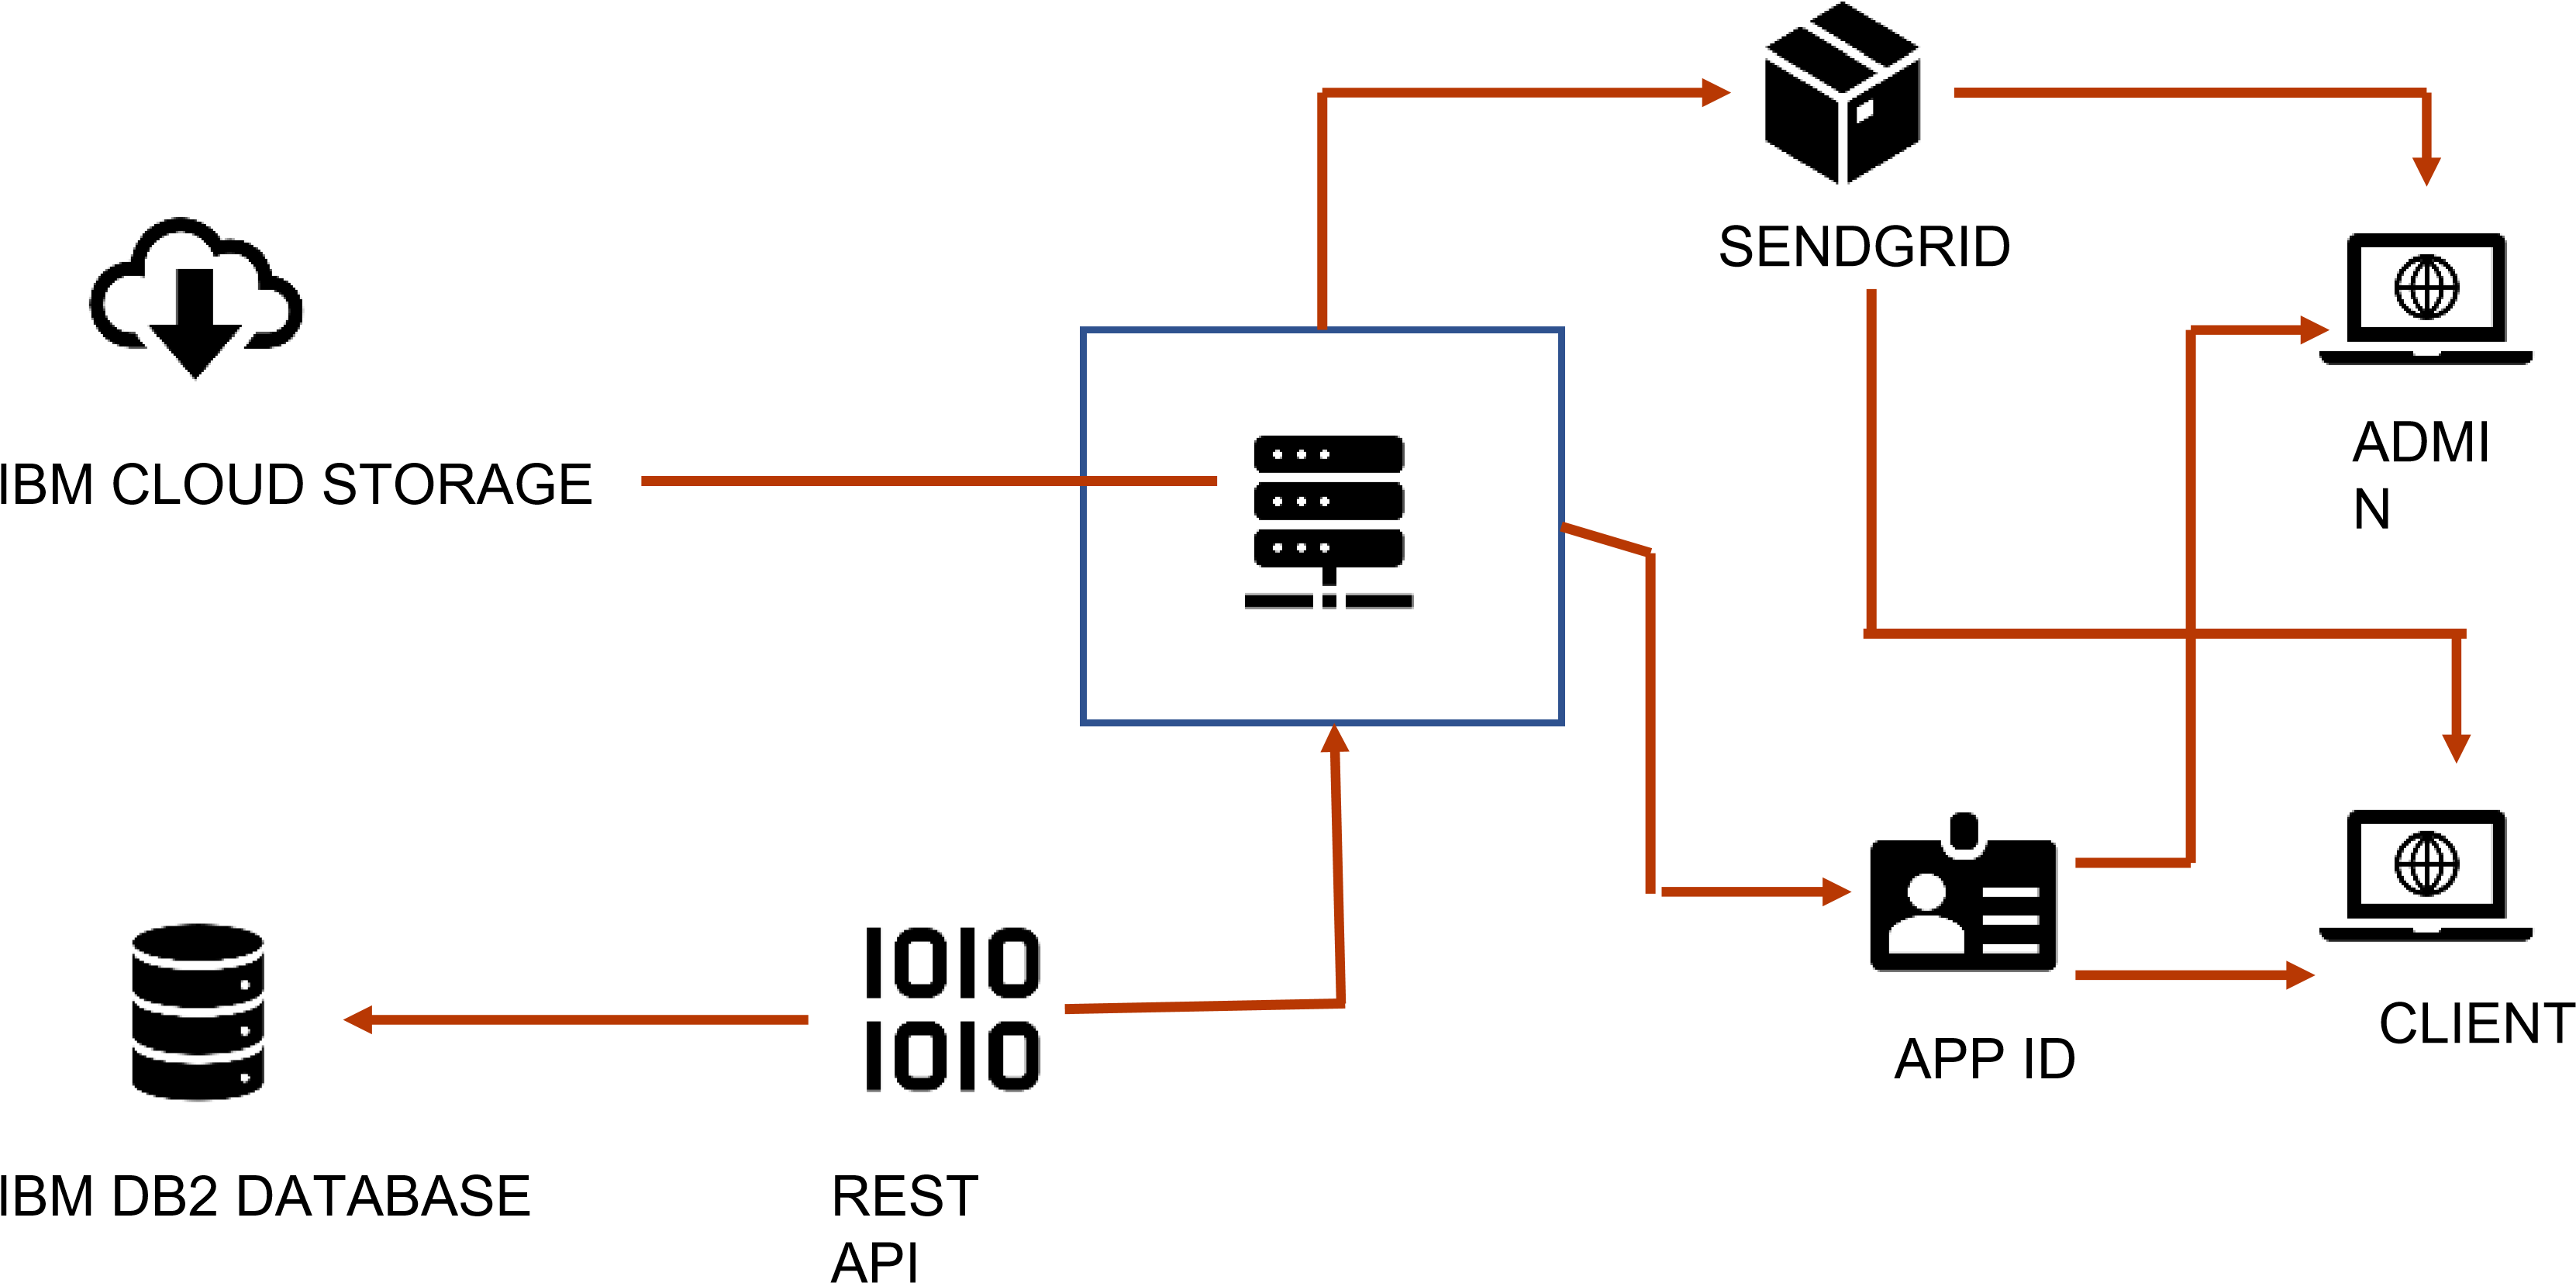 SENDGRID
IBM CLOUD STORAGE
ADMI
N
APP ID
CLIENT
IBM DB2 DATABASE
REST
API